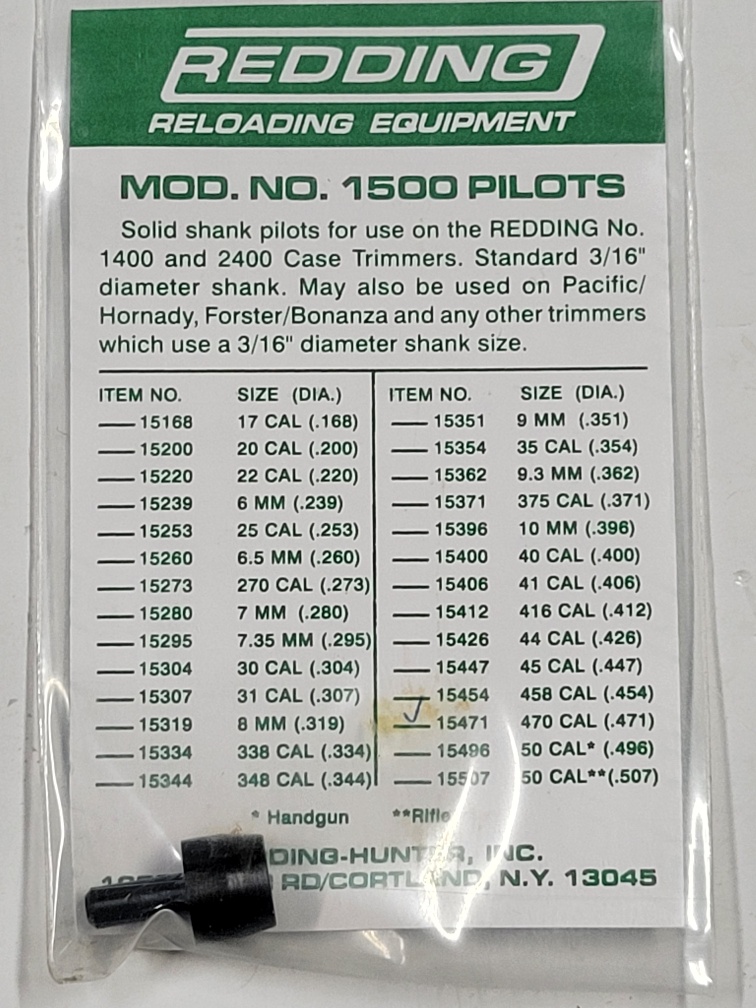 REDDING
RELOADING EQUIPMENT
MOD. NO. 1500 PILOTS
Solid shank pilots for use on the REDDING No.
1400 and 2400 Case Trimmers. Standard 3/16"
diameter shank. May also be used on Pacific/
Hornady, Forster/Bonanza and any other trimmers
which use a 3/16" diameter shank size.
ITEM NO. SIZE (DIA.)
15168 17 CAL (.168)
15200 20 CAL (.200)
15220 22 CAL (.220)
15239 6 MM (.239)
15253 25 CAL (.253)
15260 6.5 MM (.260)
15273 270 CAL (.273)
15280 7 MM (.280)
15295 7.35 MM (.295)
15304 30 CAL (.304)
15307 31 CAL (.307)
15319 8 MM (.319)
15334 338 CAL (.334)
15344 348 CAL (.344)
ITEM NO. SIZE (DIA.)
15351 9 MM (.351)
15354 35 CAL (.354)
15362 9.3 MM (.362)
15371 375 CAL (.371)
15396 10 MM (.396)
15400 40 CAL (.400)
15406 41 CAL (.406)
15412 416 CAL (.412)
15426 44 CAL (.426)
15447 45 CAL (.447)
15454 458 CAL (.454)
15471 470 CAL (.471)
15496 50 CAL* (.496)
15507 50 CAL**(.507)
* Handgun **Rifle
DING-HUNTER, INC.
RD/CORTLAND, N.Y. 13045